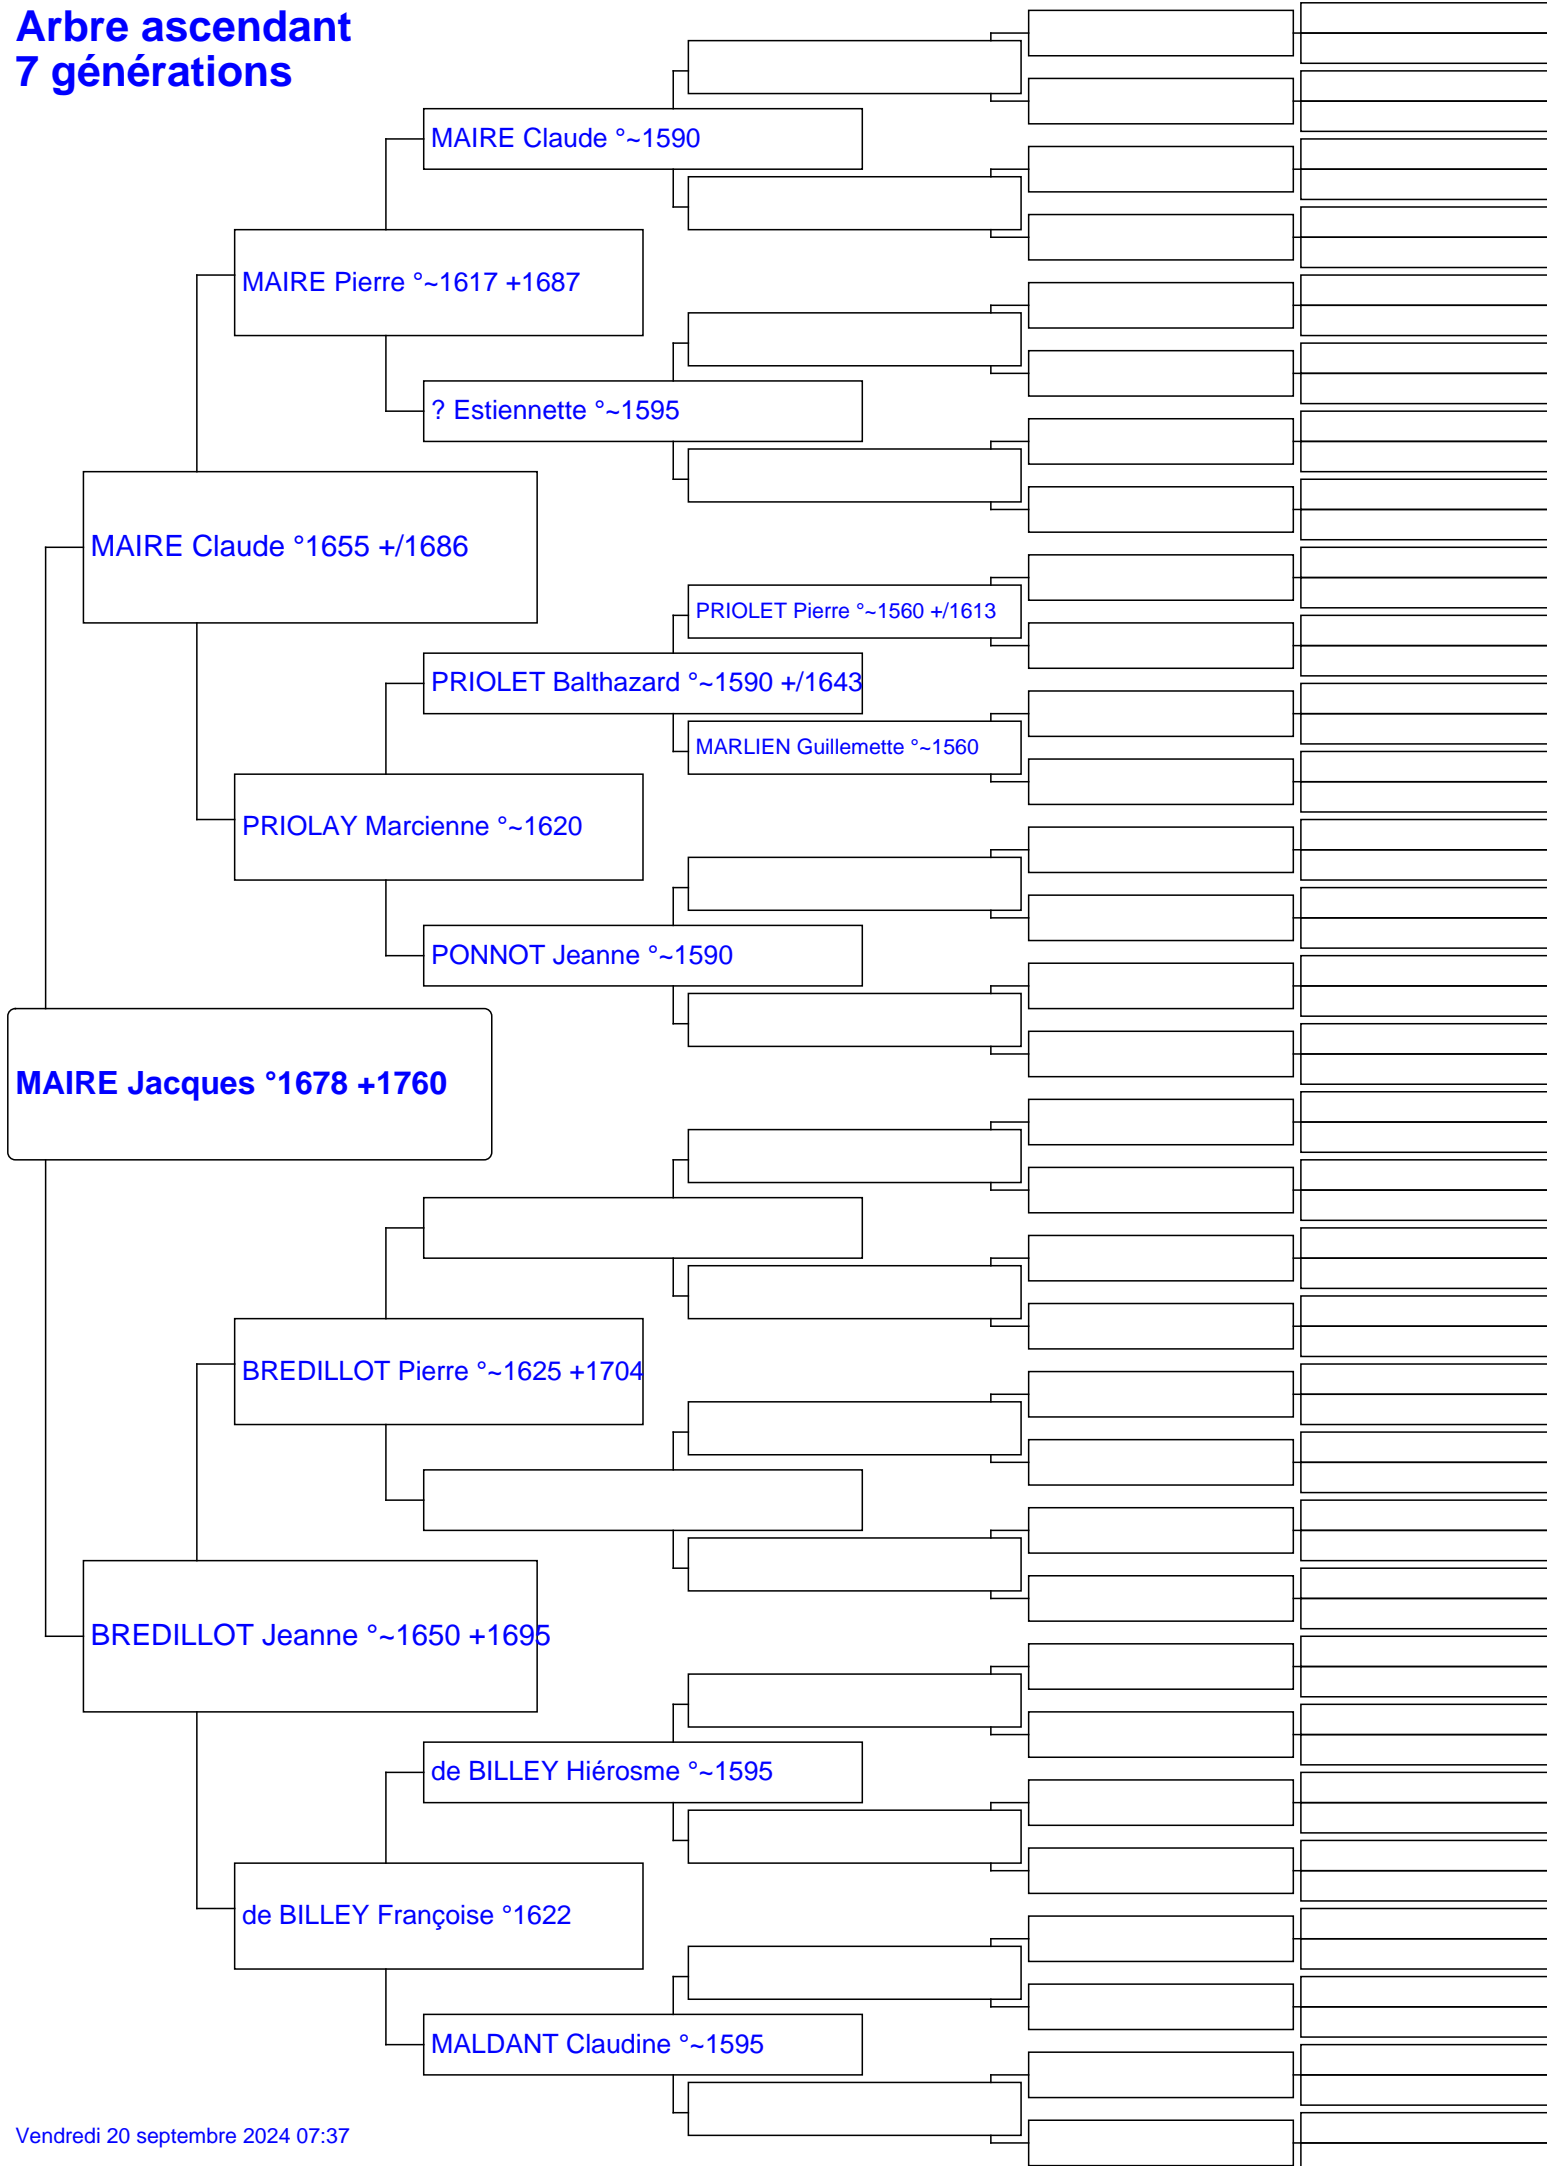 Arbre ascendant
7 générations
MAIRE Claude °~1590
MAIRE Pierre °~1617 +1687
? Estiennette °~1595
MAIRE Claude °1655 +/1686
PRIOLET Pierre °~1560 +/1613
PRIOLET Balthazard °~1590 +/1643
MARLIEN Guillemette °~1560
PRIOLAY Marcienne °~1620
PONNOT Jeanne °~1590
MAIRE Jacques °1678 +1760
BREDILLOT Pierre °~1625 +1704
BREDILLOT Jeanne °~1650 +1695
de BILLEY Hiérosme °~1595
de BILLEY Françoise °1622
MALDANT Claudine °~1595
Vendredi 20 septembre 2024 07:37